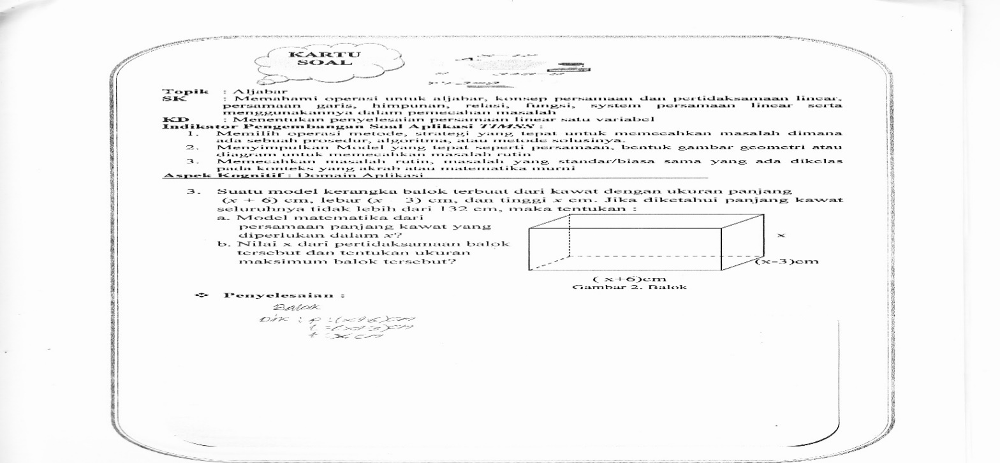 KARTU
SOAL
Topik : Aljabar
SK : Memahami operasi untuk aljabar, konsep persamaan dan pertidaksamaan linear,
persamaan garis, himpunan, relasi, fungsi, system persamaan linear serta
menggunakannya dalam pemecahan masalah
KD : Menentukan penyelesaian persamaan linear satu variabel
Indikator Pengembangan Soal Aplikasi TIMSS :
1. Memilih operasi metode, strategi yang tepat untuk memecahkan masalah dimana
ada sebuah prosedur, algoritma, atau metode solusinya.
2. Menyimpulkan Model yang tepat seperti persamaan, bentuk gambar geometri atau
diagram untuk memecahkan masalah rutin
3. Memecahkan masalah rutin, masalah yang standar/biasa sama yang ada dikelas
pada konteks yang akrab atau matematika murni
Aspek Kognitif : Domain Aplikasi
3. Suatu model kerangka balok terbuat dari kawat dengan ukuran panjang
(x + 6) cm, lebar (x – 3) cm, dan tinggi x cm. Jika diketahui panjang kawat
seluruhnya tidak lebih dari 132 cm, maka tentukan :
a. Model matematika dari
persamaan panjang kawat yang
diperlukan dalam x?
b. Nilai x dari pertidaksamaan balok
tersebut dan tentukan ukuran
maksimum balok tersebut?
x
(x-3)cm
( x+6)cm
Gambar 2. Balok
❖ Penyelesaian :
Balok
Dik : p : (x+6)cm
l = (x+3)cm
t : x cm